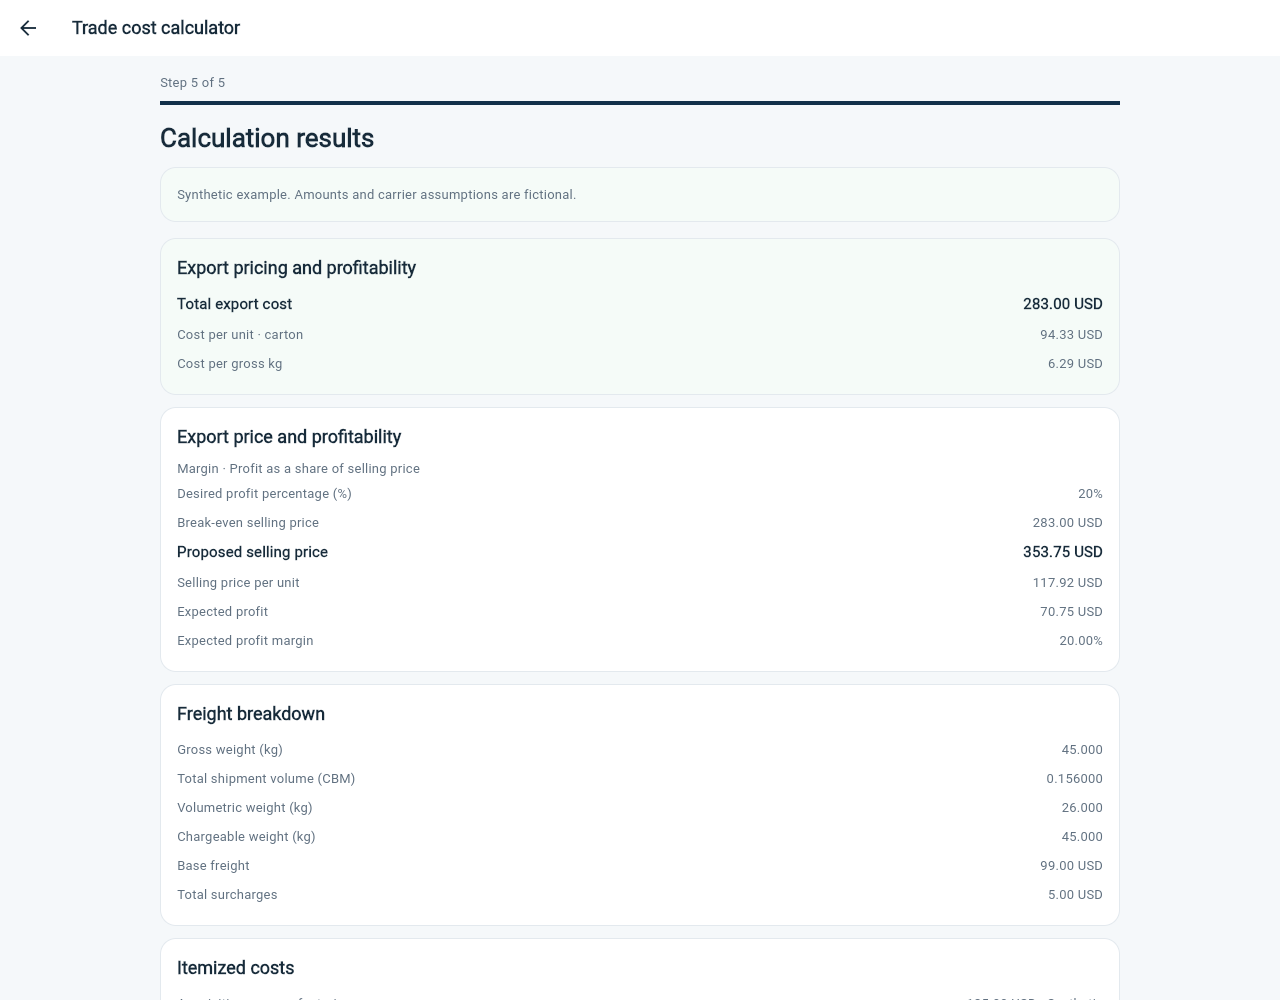 Trade cost calculator
Step 5 of 5
Calculation results
Synthetic example. Amounts and carrier assumptions are fictional.
Export pricing and profitability
Total export cost 283.00 USD
Cost per unit · carton 94.33 USD
Cost per gross kg 6.29 USD
Export price and profitability
Margin · Profit as a share of selling price
Desired profit percentage (%) 20%
Break-even selling price 283.00 USD
Proposed selling price 353.75 USD
Selling price per unit 117.92 USD
Expected profit 70.75 USD
Expected profit margin 20.00%
Freight breakdown
Gross weight (kg) 45.000
Total shipment volume (CBM) 0.156000
Volumetric weight (kg) 26.000
Chargeable weight (kg) 45.000
Base freight 99.00 USD
Total surcharges 5.00 USD
Itemized costs